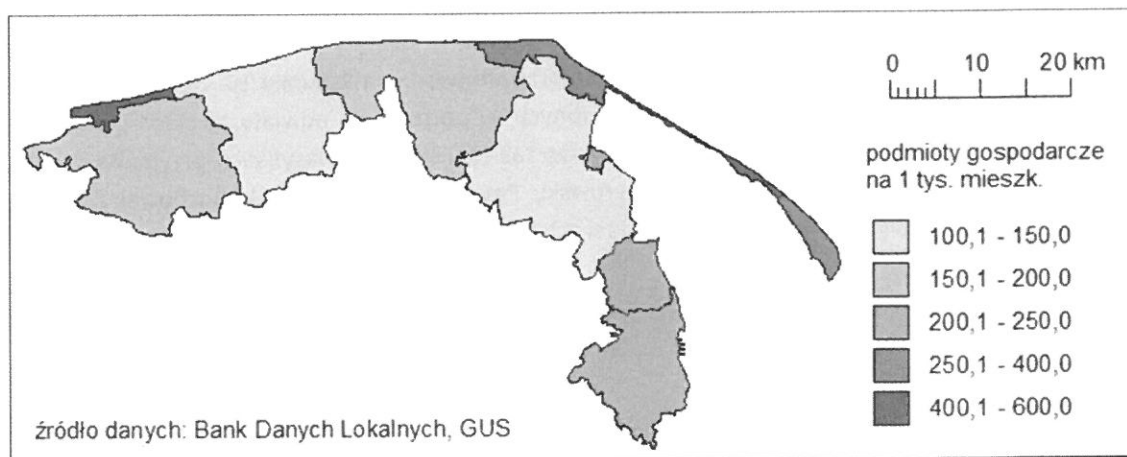 0 10 20 km
podmioty gospodarcze
na 1 tys. mieszk.
100,1 - 150,0
150,1 - 200,0
200,1 - 250,0
250,1 - 400,0
400,1 - 600,0
źródło danych: Bank Danych Lokalnych, GUS